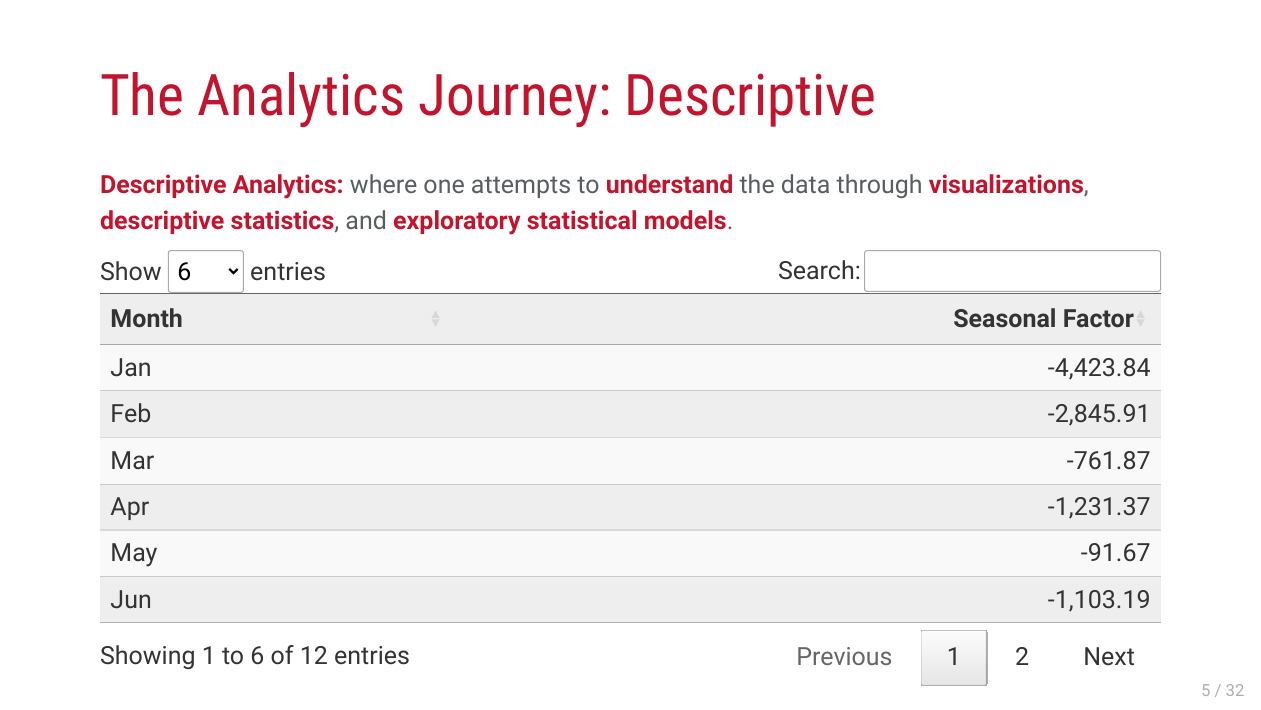 The Analytics Journey: Descriptive
Descriptive Analytics: where one attempts to understand the data through visualizations,
descriptive statistics, and exploratory statistical models.
Show 6 entries Search:
Month Seasonal Factor
Jan -4,423.84
Feb -2,845.91
Mar -761.87
Apr -1,231.37
May -91.67
Jun -1,103.19
Showing 1 to 6 of 12 entries Previous 1 2 Next
5 / 32